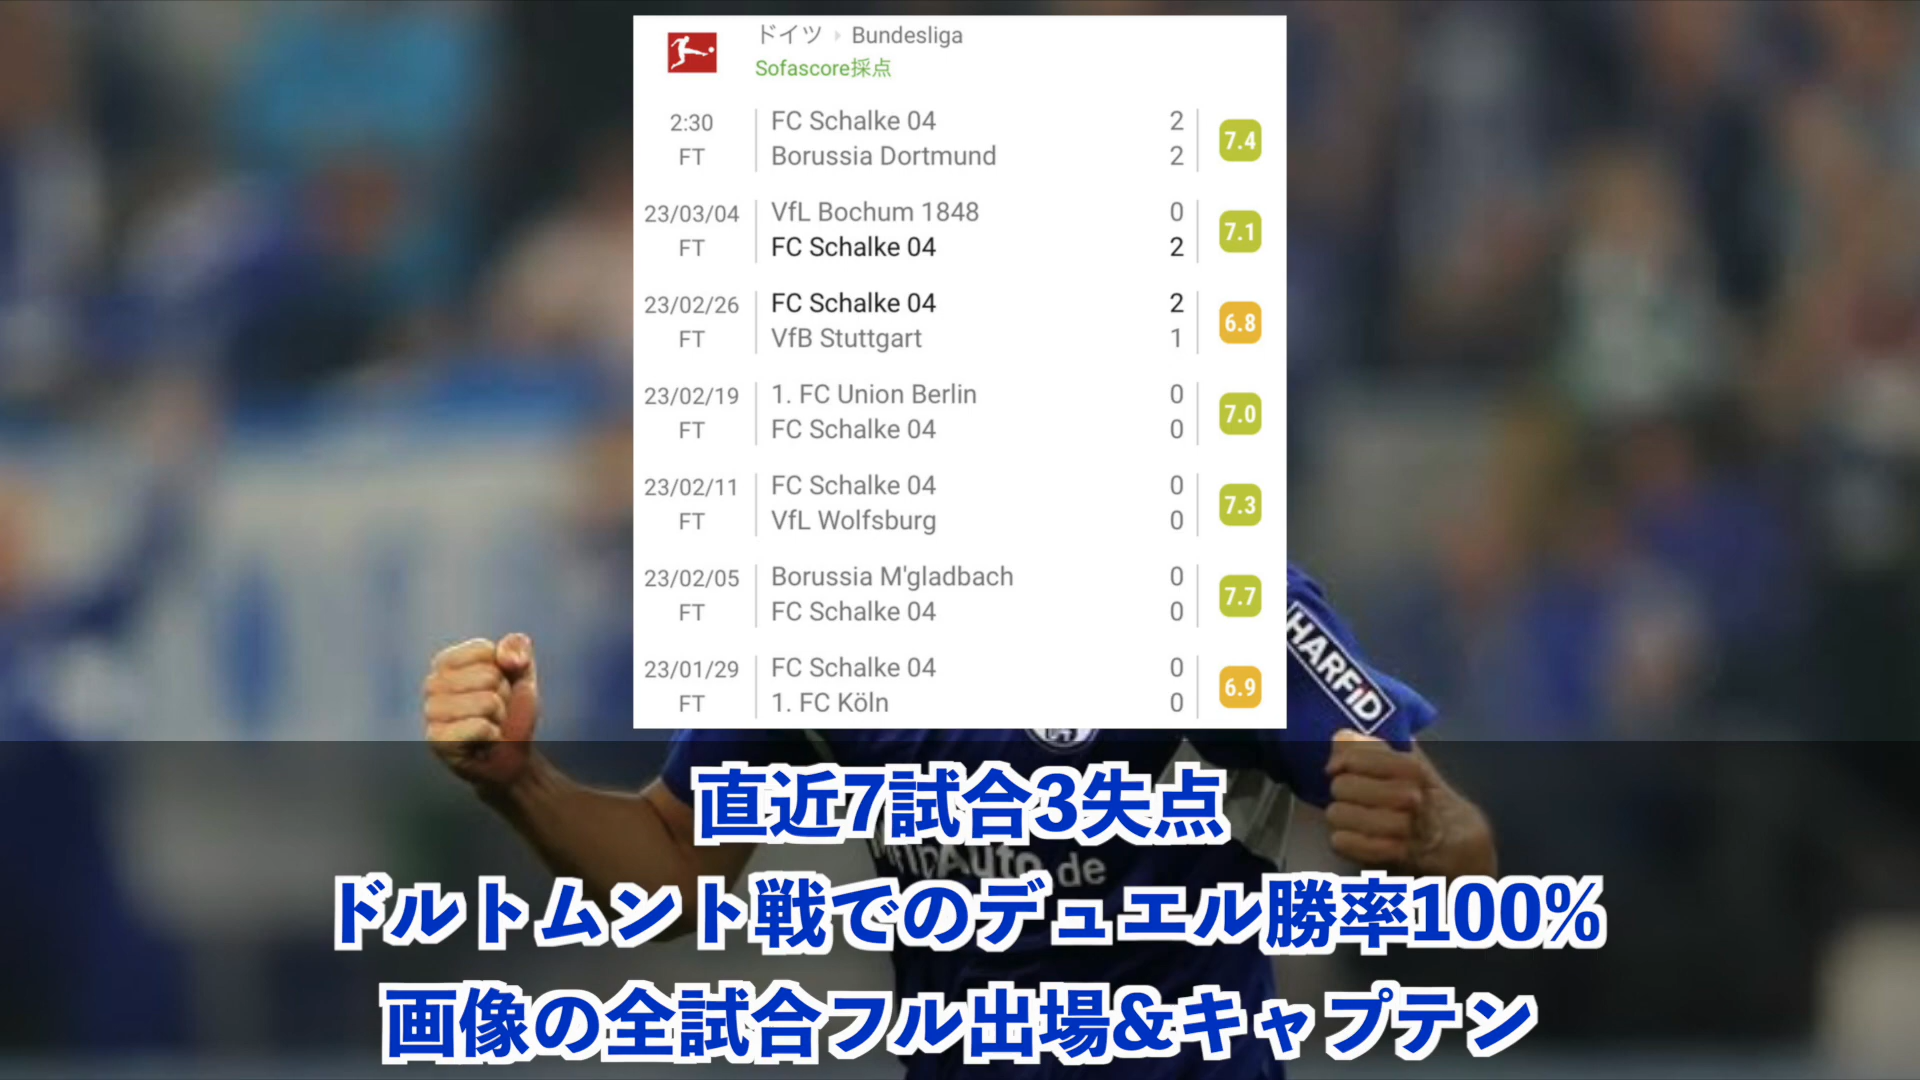 ドイツ Bundesliga
Sofascore採点
2:30 FC Schalke 04 2
FT Borussia Dortmund 2
7.4
23/03/04 VfL Bochum 1848 0
FT FC Schalke 04 2
7.1
23/02/26 FC Schalke 04 2
FT VfB Stuttgart 1
6.8
23/02/19 1. FC Union Berlin 0
FT FC Schalke 04 0
7.0
23/02/11 FC Schalke 04 0
FT VfL Wolfsburg 0
7.3
23/02/05 Borussia M'gladbach 0
FT FC Schalke 04 0
7.7
23/01/29 FC Schalke 04 0
FT 1. FC Köln 0
6.9
HARFiD
直近7試合3失点
Auto.de
ドルトムント戦でのデュエル勝率100%
画像の全試合フル出場&キャプテン